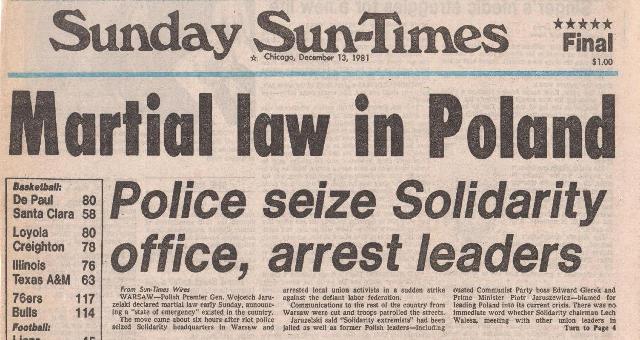 Sunday Sun-Times
Chicago, December 13, 1981
★★★★★
Final
$1.00
Martial law in Poland
Police seize Solidarity
office, arrest leaders
Basketball:
De Paul 80
Santa Clara 58
Loyola 80
Creighton 78
Illinois 76
Texas A&M 63
76ers 117
Bulls 114
Football:
From Sun-Times Wires
WARSAW—Polish Premier Gen. Wojciech Jaru-
zelski declared martial law early Sunday, announc-
ing a "state of emergency" existed in the country.
The move came about six hours after riot police
seized Solidarity headquarters in Warsaw and
arrested local union activists in a sudden strike
against the defiant labor federation.
Communications to the rest of the country from
Warsaw were cut and troops patrolled the streets.
Jaruzelski said "Solidarity extremists" had been
jailed as well as former Polish leaders—including
ousted Communist Party boss Edward Gierek and
Prime Minister Piotr Jaruszewicz—blamed for
leading Poland into its current crisis. There was no
immediate word whether Solidarity chairman Lech
Walesa, meeting with other union leaders in
Turn to Page 4